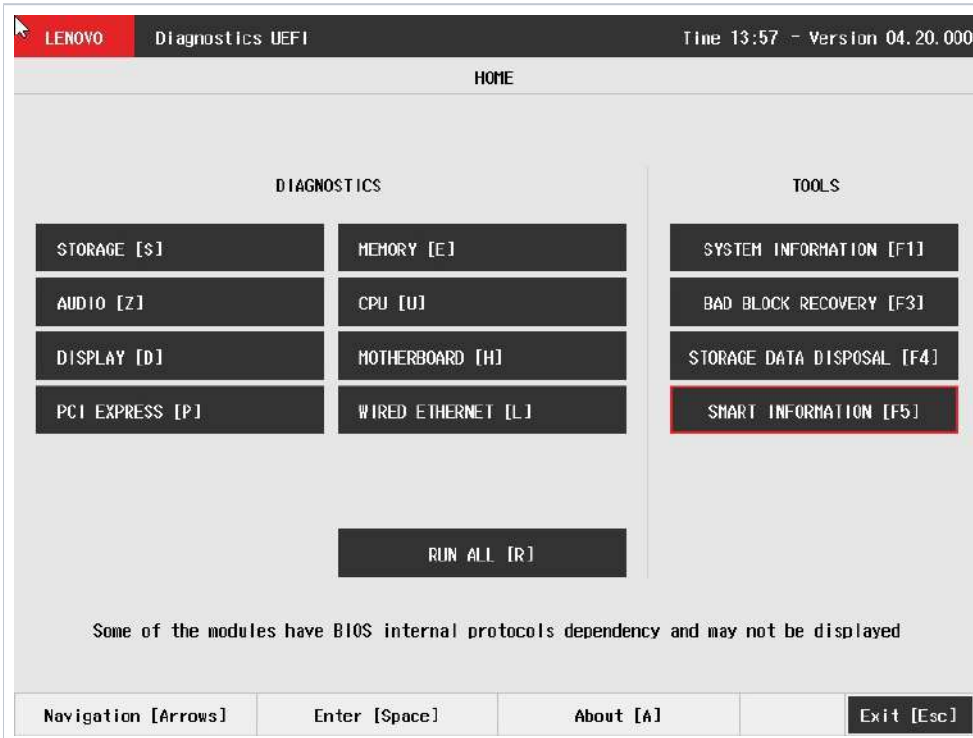 LENOVO Diagnostics UEFI Time 13:57 - Version 04.20.000
HOME
DIAGNOSTICS
TOOLS
STORAGE [S]
MEMORY [E]
SYSTEM INFORMATION [F1]
AUDIO [Z]
CPU [U]
BAD BLOCK RECOVERY [F3]
DISPLAY [D]
MOTHERBOARD [H]
STORAGE DATA DISPOSAL [F4]
PCI EXPRESS [P]
WIRED ETHERNET [L]
SMART INFORMATION [F5]
RUN ALL [R]
Some of the modules have BIOS internal protocols dependency and may not be displayed
Navigation [Arrows]
Enter [Space]
About [A]
Exit [Esc]